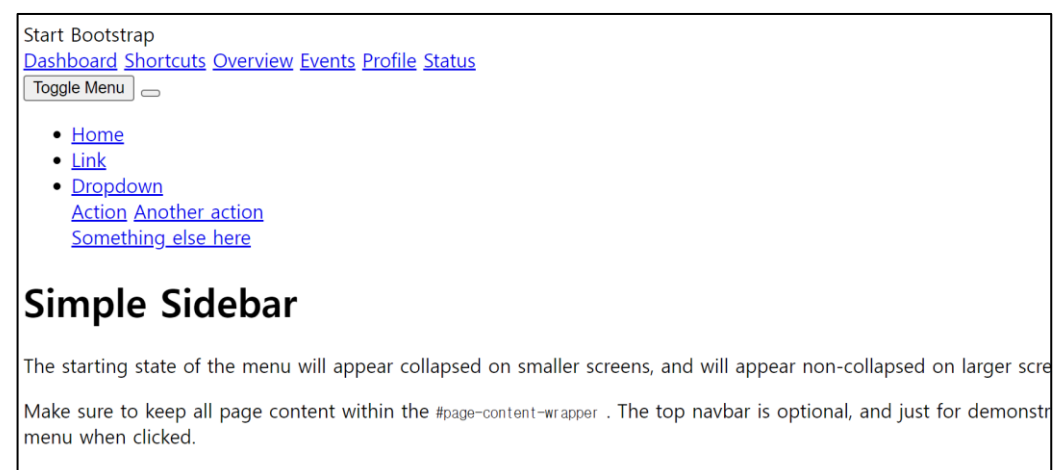 Start Bootstrap
Dashboard Shortcuts Overview Events Profile Status
Toggle Menu
Home
Link
Dropdown
Action Another action
Something else here
Simple Sidebar
The starting state of the menu will appear collapsed on smaller screens, and will appear non-collapsed on larger scre
Make sure to keep all page content within the #page-content-wrapper . The top navbar is optional, and just for demonstr
menu when clicked.